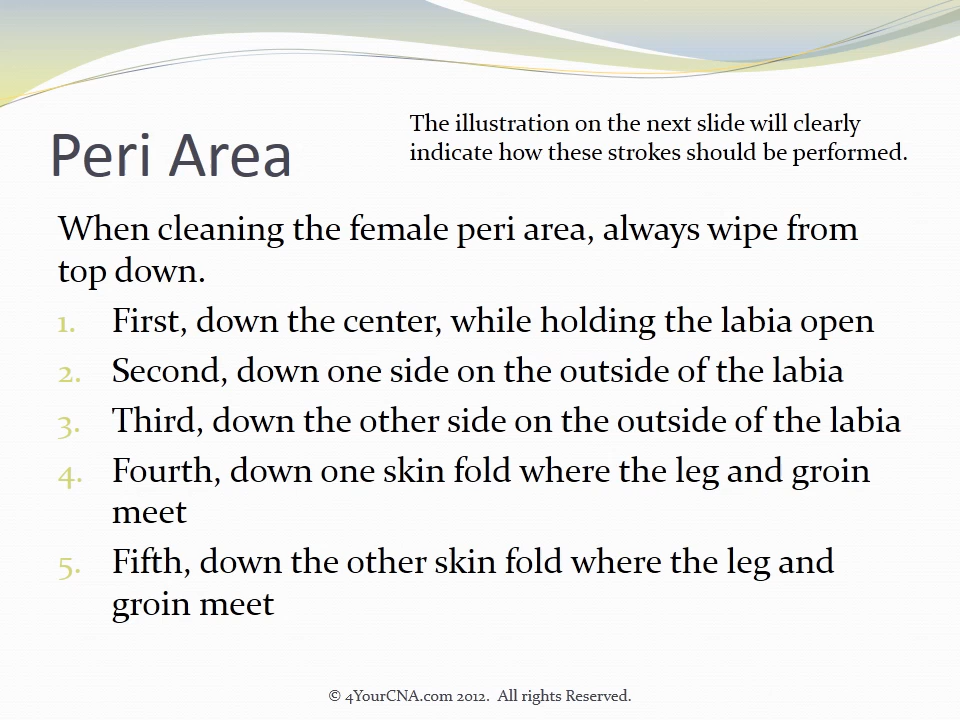 Peri Area
The illustration on the next slide will clearly
indicate how these strokes should be performed.
When cleaning the female peri area, always wipe from
top down.
1. First, down the center, while holding the labia open
2. Second, down one side on the outside of the labia
3. Third, down the other side on the outside of the labia
4. Fourth, down one skin fold where the leg and groin
meet
5. Fifth, down the other skin fold where the leg and
groin meet
© 4YourCNA.com 2012.  All rights Reserved.